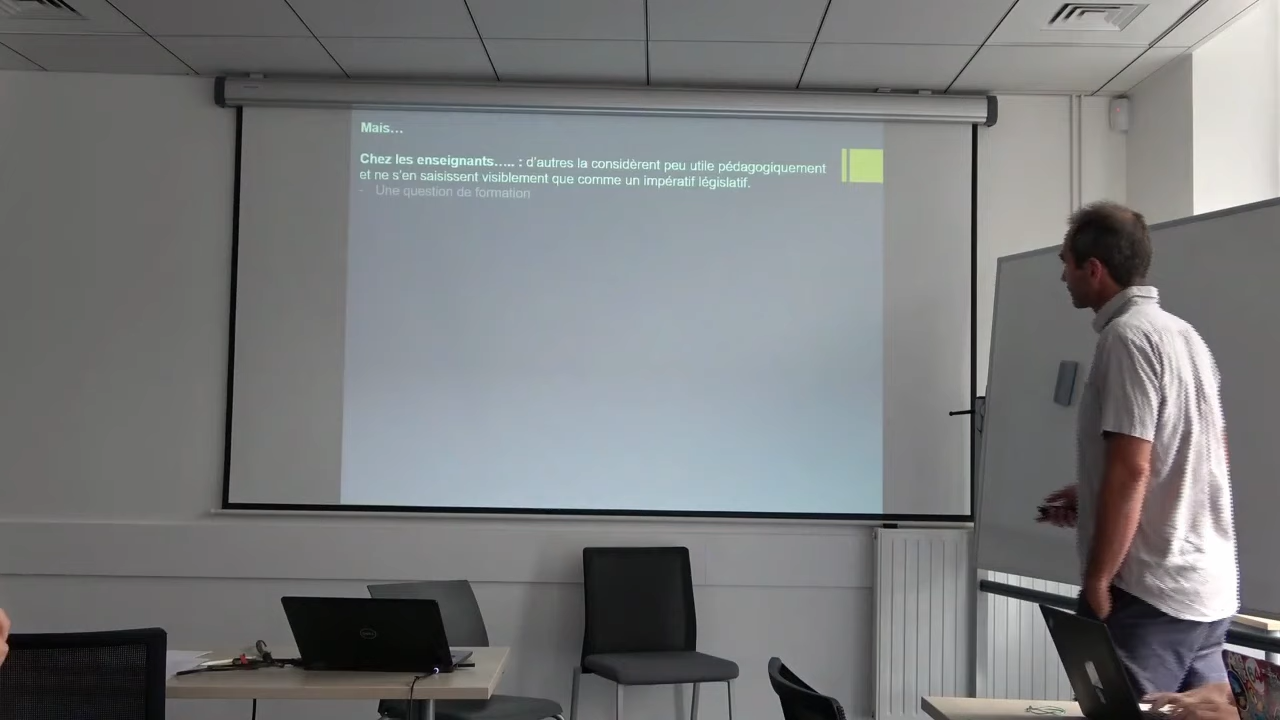 Mais...
Chez les enseignants..... : d'autres la considèrent peu utile pédagogiquement
et ne s'en saisissent visiblement que comme un impératif législatif.
- Une question de formation
DELL